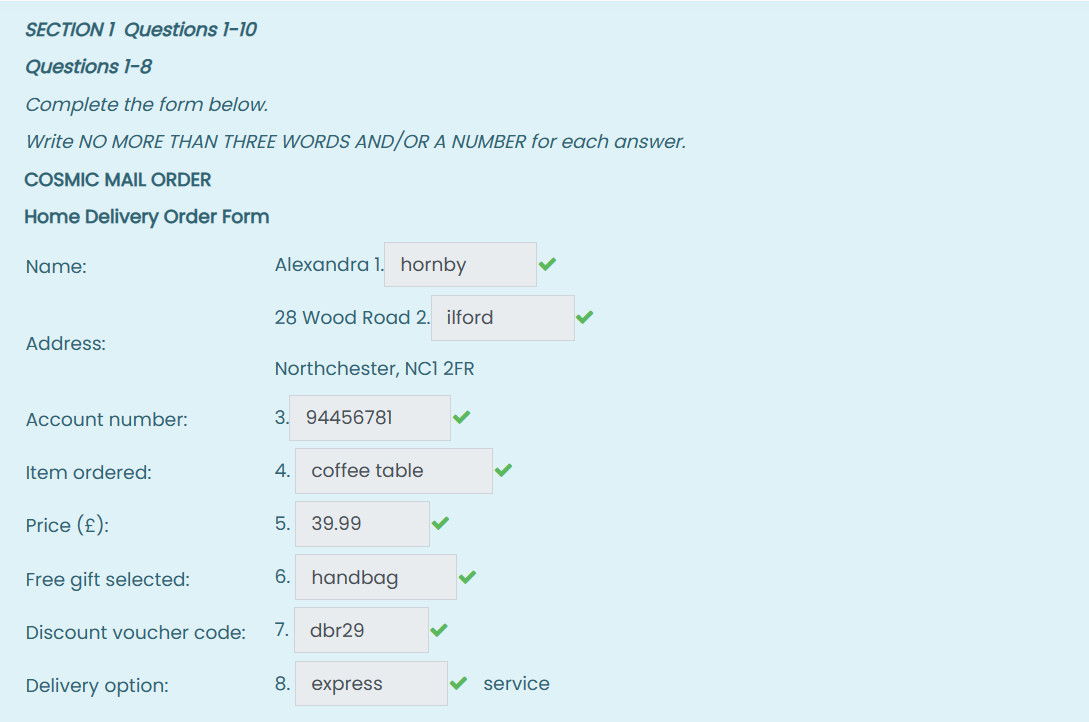 SECTION 1 Questions 1-10
Questions 1-8
Complete the form below.
Write NO MORE THAN THREE WORDS AND/OR A NUMBER for each answer.
COSMIC MAIL ORDER
Home Delivery Order Form
Name: Alexandra 1. hornby
Address: 28 Wood Road 2. ilford
Northchester, NC1 2FR
Account number: 3. 94456781
Item ordered: 4. coffee table
Price (£): 5. 39.99
Free gift selected: 6. handbag
Discount voucher code: 7. dbr29
Delivery option: 8. express service